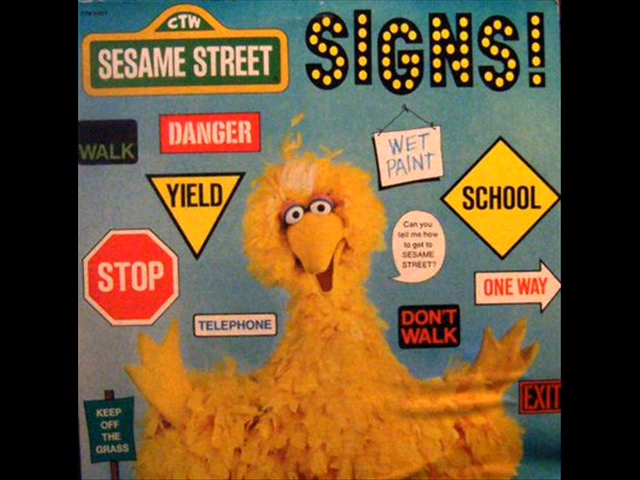 CTW
SESAME STREET
SIGNS!
WALK
DANGER
WET
PAINT
YIELD
SCHOOL
STOP
Can you
tell me how
to get to
SESAME
STREET?
ONE WAY
TELEPHONE
DON'T
WALK
EXIT
KEEP
OFF
THE
GRASS